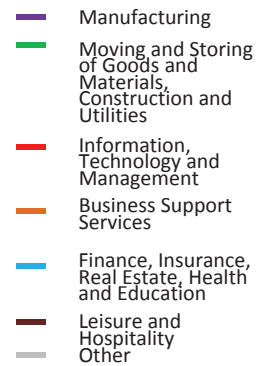 Manufacturing
Moving and Storing
of Goods and
Materials,
Construction and
Utilities
Information,
Technology and
Management
Business Support
Services
Finance, Insurance,
Real Estate, Health
and Education
Leisure and
Hospitality
Other